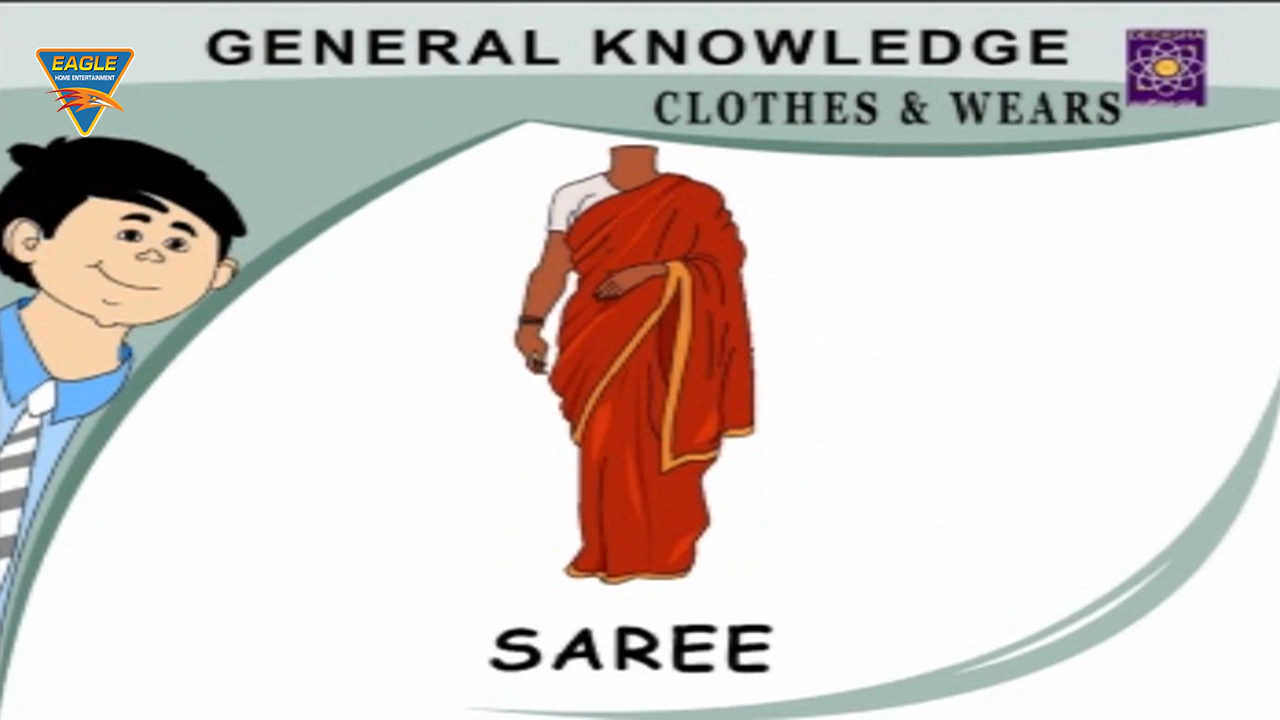 GENERAL KNOWLEDGE
EAGLE
HOME ENTERTAINMENT
CLOTHES & WEARS
SAREE